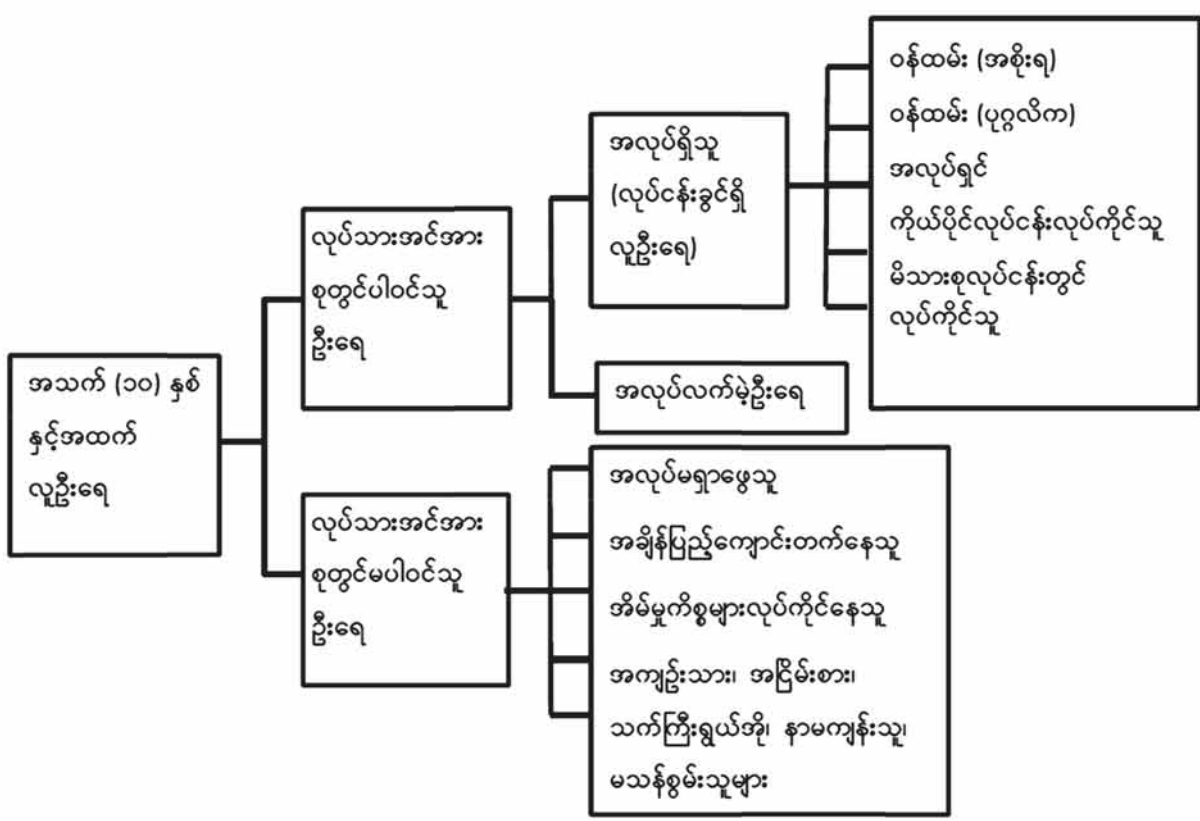 အသက် (၁၀) နှစ်
နှင့်အထက်
လူဦးရေ
လုပ်သားအင်အား
စုတွင်ပါဝင်သူ
ဦးရေ
လုပ်သားအင်အား
စုတွင်မပါဝင်သူ
ဦးရေ
အလုပ်ရှိသူ
(လုပ်ငန်းခွင်ရှိ
လူဦးရေ)
အလုပ်လက်မဲ့ဦးရေ
ဝန်ထမ်း (အစိုးရ)
ဝန်ထမ်း (ပုဂ္ဂလိက)
အလုပ်ရှင်
ကိုယ်ပိုင်လုပ်ငန်းလုပ်ကိုင်သူ
မိသားစုလုပ်ငန်းတွင်
လုပ်ကိုင်သူ
အလုပ်မရှာဖွေသူ
အချိန်ပြည့်ကျောင်းတက်နေသူ
အိမ်မှုကိစ္စများလုပ်ကိုင်နေသူ
အကျဉ်းသား၊ အငြိမ်းစား၊
သက်ကြီးရွယ်အို၊ နာမကျန်းသူ၊
မသန်စွမ်းသူများ